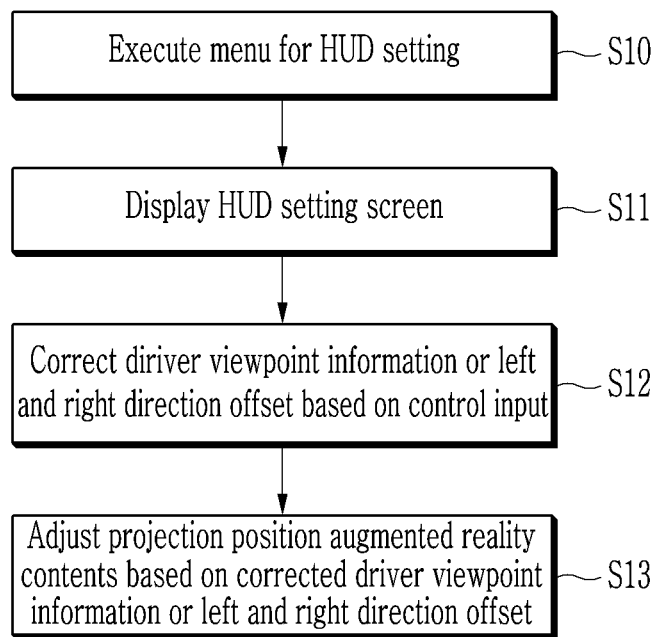 Execute menu for HUD setting
S10
Display HUD setting screen
S11
Correct diriver viewpoint information or left
and right direction offset based on control input
S12
Adjust projection position augmented reality
contents based on corrected driver viewpoint
information or left and right direction offset
S13